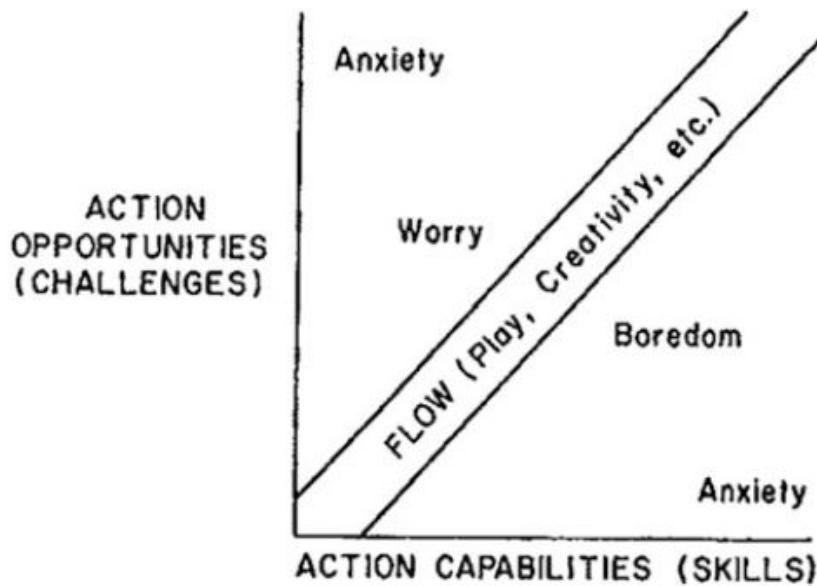 Anxiety
ACTION
OPPORTUNITIES
(CHALLENGES)
Worry
FLOW (Play, Creativity, etc.)
Boredom
Anxiety
ACTION CAPABILITIES (SKILLS)